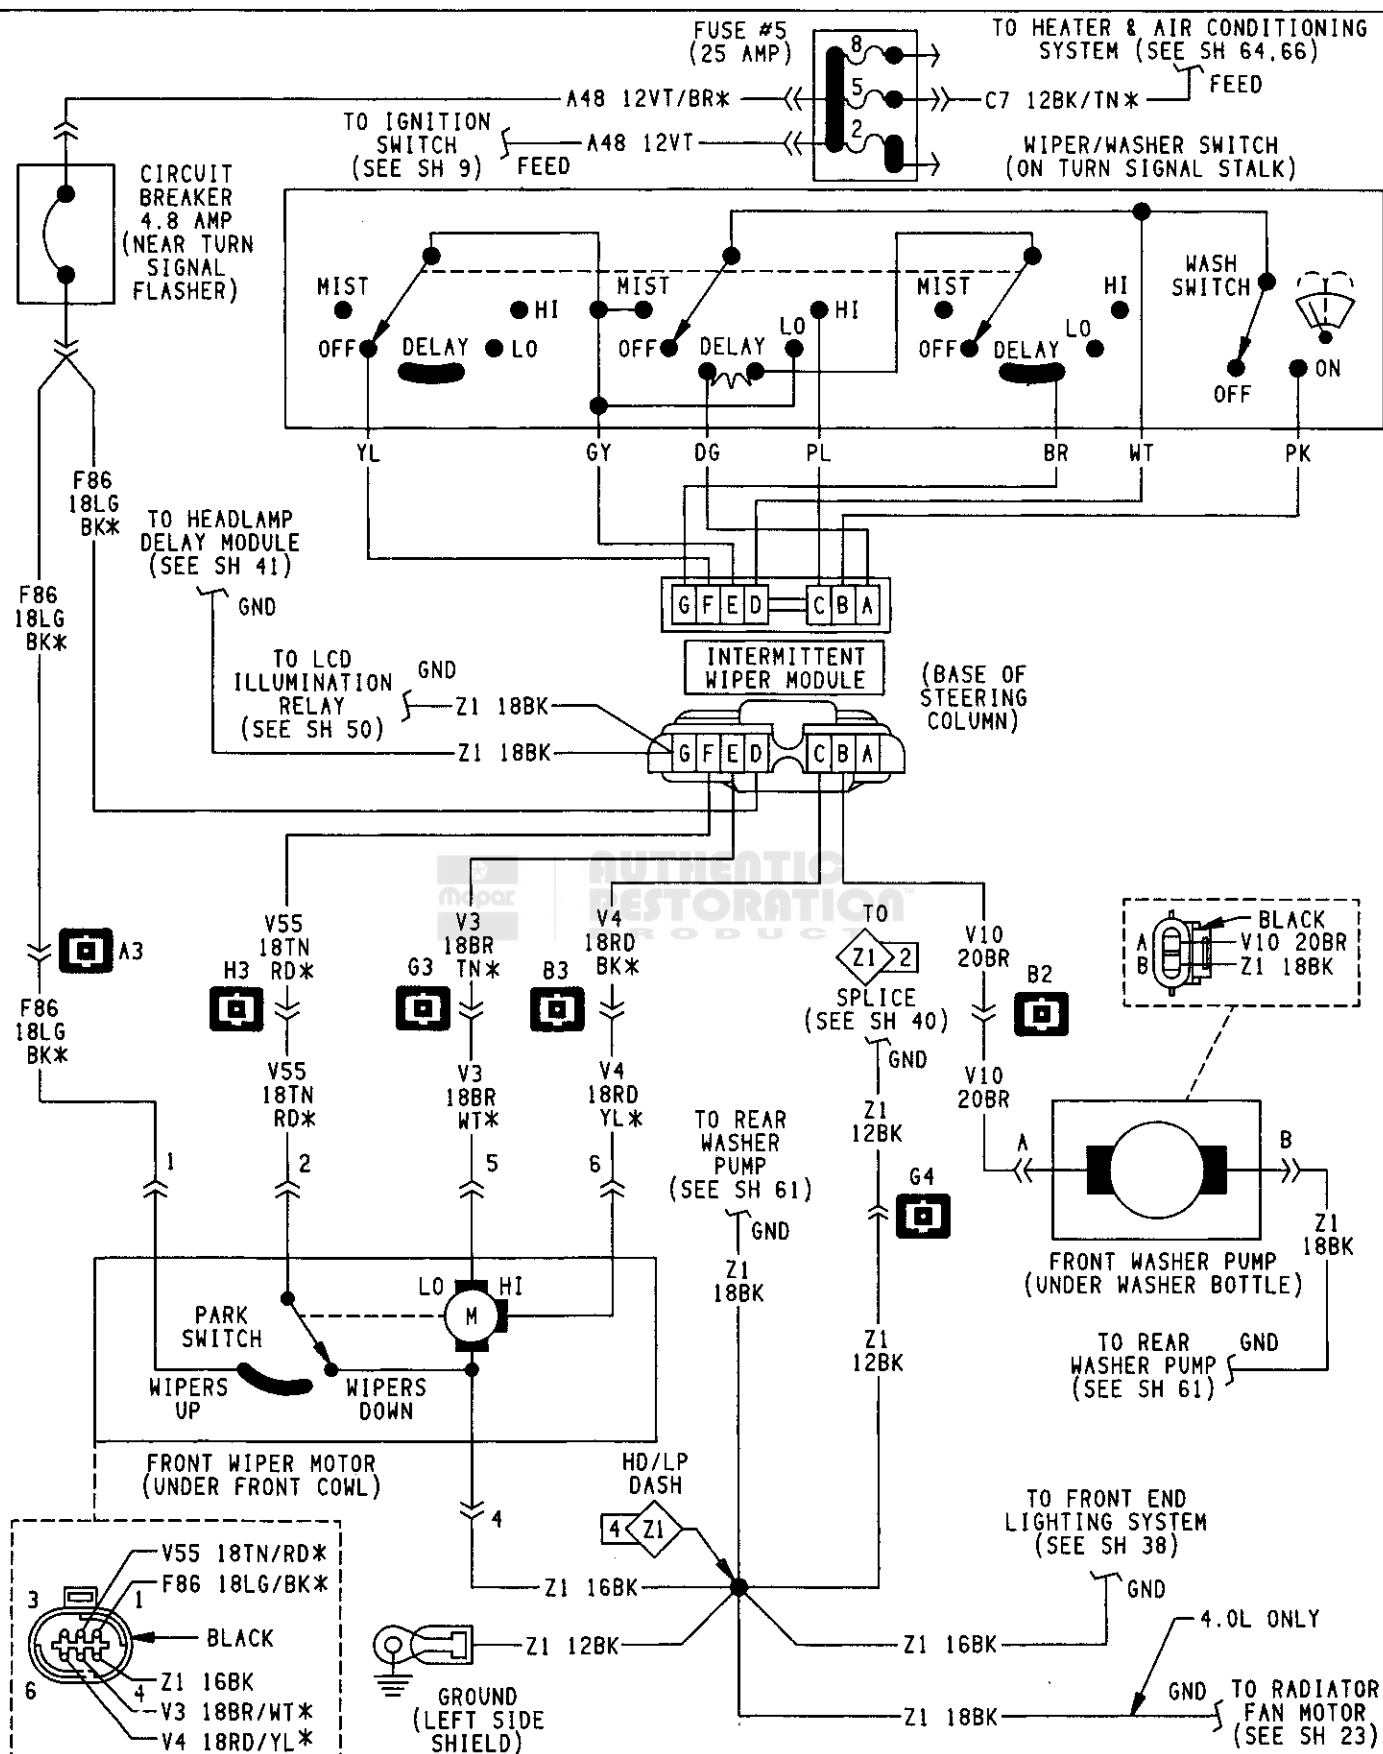 FUSE #5
(25 AMP)
8
5
2
TO HEATER & AIR CONDITIONING
SYSTEM (SEE SH 64,66)
FEED
A48 12VT/BR*
C7 12BK/TN*
TO IGNITION
SWITCH
(SEE SH 9)
FEED
A48 12VT
WIPER/WASHER SWITCH
(ON TURN SIGNAL STALK)
CIRCUIT
BREAKER
4.8 AMP
(NEAR TURN
SIGNAL
FLASHER)
MIST
HI
OFF
DELAY
LO
MIST
HI
OFF
DELAY
LO
MIST
HI
OFF
DELAY
LO
WASH
SWITCH
OFF
ON
YL
GY
DG
PL
BR
WT
PK
F86
18LG
BK*
F86
18LG
BK*
TO HEADLAMP
DELAY MODULE
(SEE SH 41)
GND
G F E D C B A
INTERMITTENT
WIPER MODULE
(BASE OF
STEERING
COLUMN)
TO LCD
ILLUMINATION
RELAY
(SEE SH 50)
GND
Z1 18BK
Z1 18BK
G F E D C B A
Mopar
AUTHENTIC
RESTORATION™
PRODUCT
A3
F86
18LG
BK*
V55
18TN
RD*
H3
V55
18TN
RD*
V3
18BR
TN*
G3
V3
18BR
WT*
V4
18RD
BK*
B3
V4
18RD
YL*
TO
Z1 2
SPLICE
(SEE SH 40)
GND
Z1
12BK
G4
Z1
12BK
V10
20BR
B2
V10
20BR
BLACK
A
V10 20BR
B
Z1 18BK
A
B
FRONT WASHER PUMP
(UNDER WASHER BOTTLE)
Z1
18BK
TO REAR
WASHER PUMP
(SEE SH 61)
GND
TO REAR
WASHER
PUMP
(SEE SH 61)
GND
Z1
18BK
1
2
5
6
PARK
SWITCH
LO
HI
M
WIPERS
UP
WIPERS
DOWN
FRONT WIPER MOTOR
(UNDER FRONT COWL)
4
HD/LP
DASH
4 Z1
Z1 16BK
Z1 12BK
GROUND
(LEFT SIDE
SHIELD)
TO FRONT END
LIGHTING SYSTEM
(SEE SH 38)
GND
Z1 16BK
4.0L ONLY
Z1 18BK
GND
TO RADIATOR
FAN MOTOR
(SEE SH 23)
V55 18TN/RD*
F86 18LG/BK*
3
1
BLACK
Z1 16BK
6
4
V3 18BR/WT*
V4 18RD/YL*